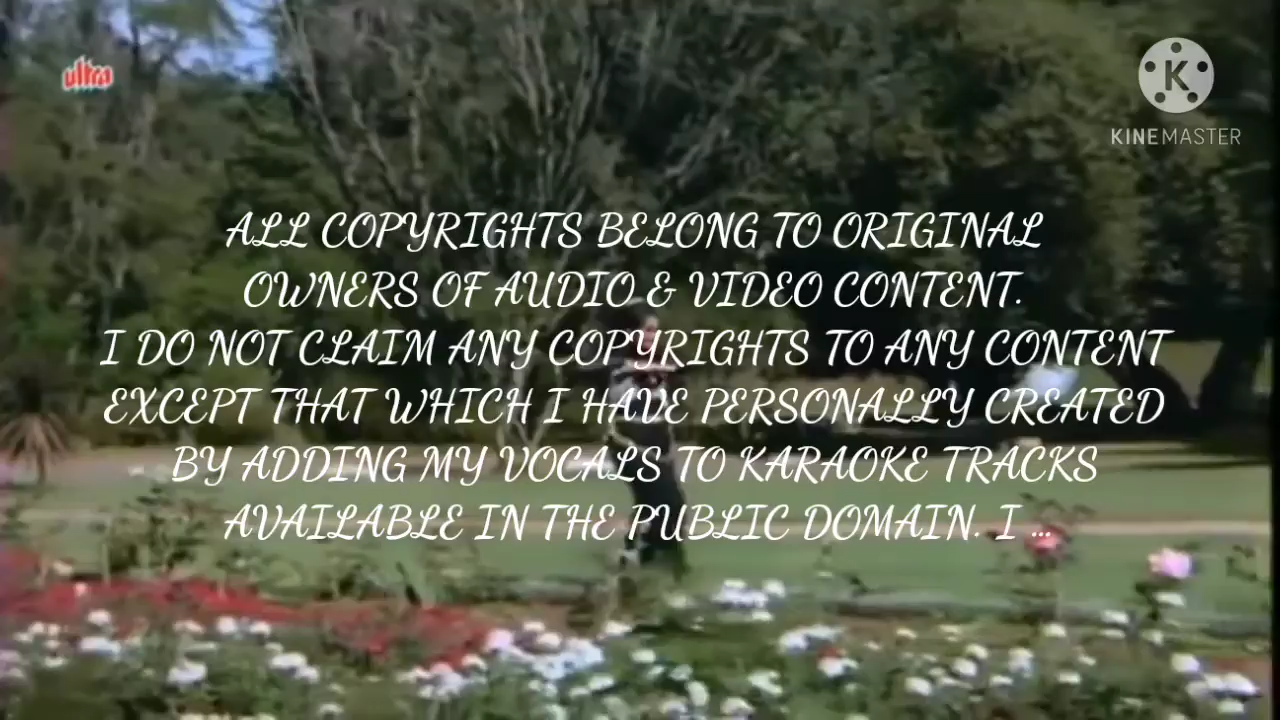 ultra
K
KINEMASTER
ALL COPYRIGHTS BELONG TO ORIGINAL
OWNERS OF AUDIO & VIDEO CONTENT.
I DO NOT CLAIM ANY COPYRIGHTS TO ANY CONTENT
EXCEPT THAT WHICH I HAVE PERSONALLY CREATED
BY ADDING MY VOCALS TO KARAOKE TRACKS
AVAILABLE IN THE PUBLIC DOMAIN. I ...